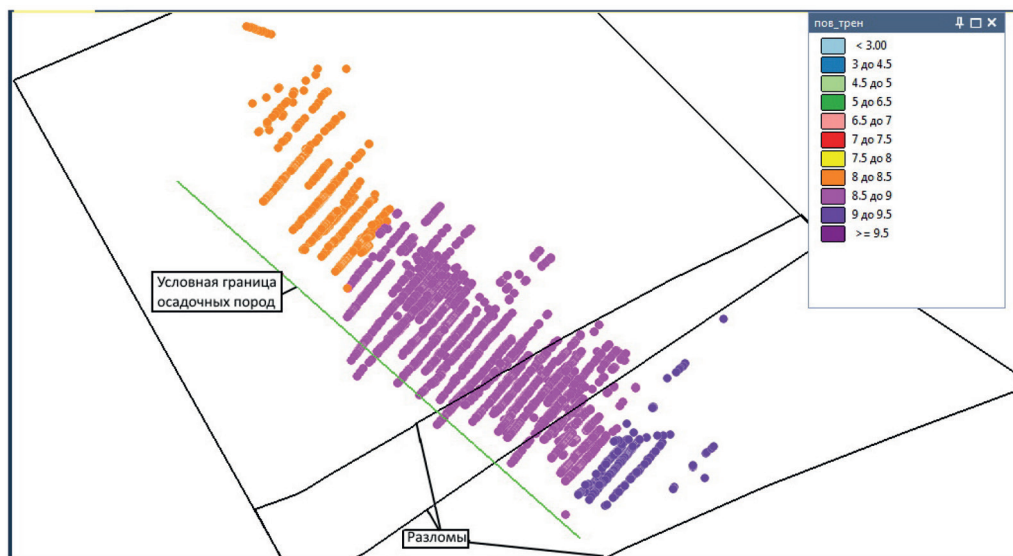 пов_трен
< 3.00
3 до 4.5
4.5 до 5
5 до 6.5
6.5 до 7
7 до 7.5
7.5 до 8
8 до 8.5
8.5 до 9
9 до 9.5
>= 9.5
Условная граница
осадочных пород
Разломы